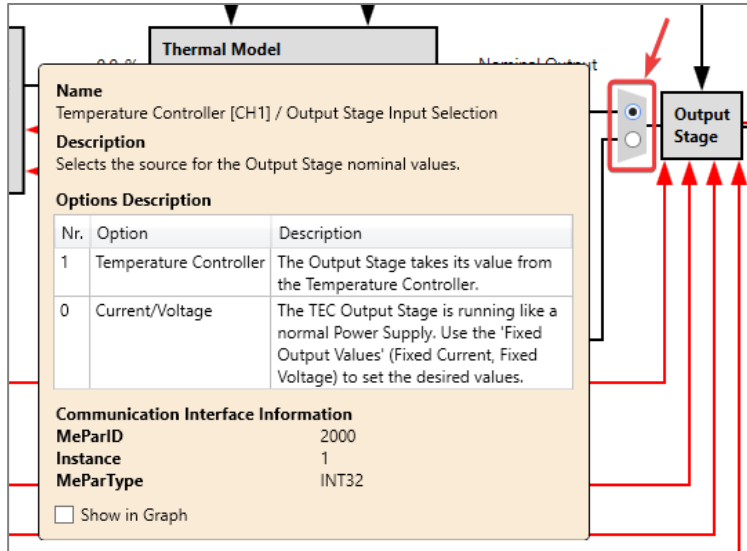 Thermal Model
Name
Temperature Controller [CH1] / Output Stage Input Selection
Description
Selects the source for the Output Stage nominal values.
Options Description
Nr. Option Description
1 Temperature Controller The Output Stage takes its value from
the Temperature Controller.
0 Current/Voltage The TEC Output Stage is running like a
normal Power Supply. Use the 'Fixed
Output Values' (Fixed Current, Fixed
Voltage) to set the desired values.
Communication Interface Information
MeParID 2000
Instance 1
MeParType INT32
Show in Graph
Nominal Output
Output
Stage